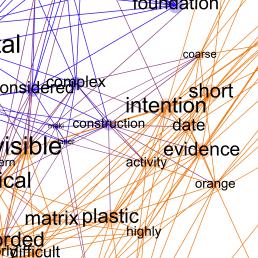 foundation
tal
coarse
complex
onsidered
short
intention
construction
date
visible
evidence
ern
activity
ical
orange
matrix plastic
highly
orded
difficult